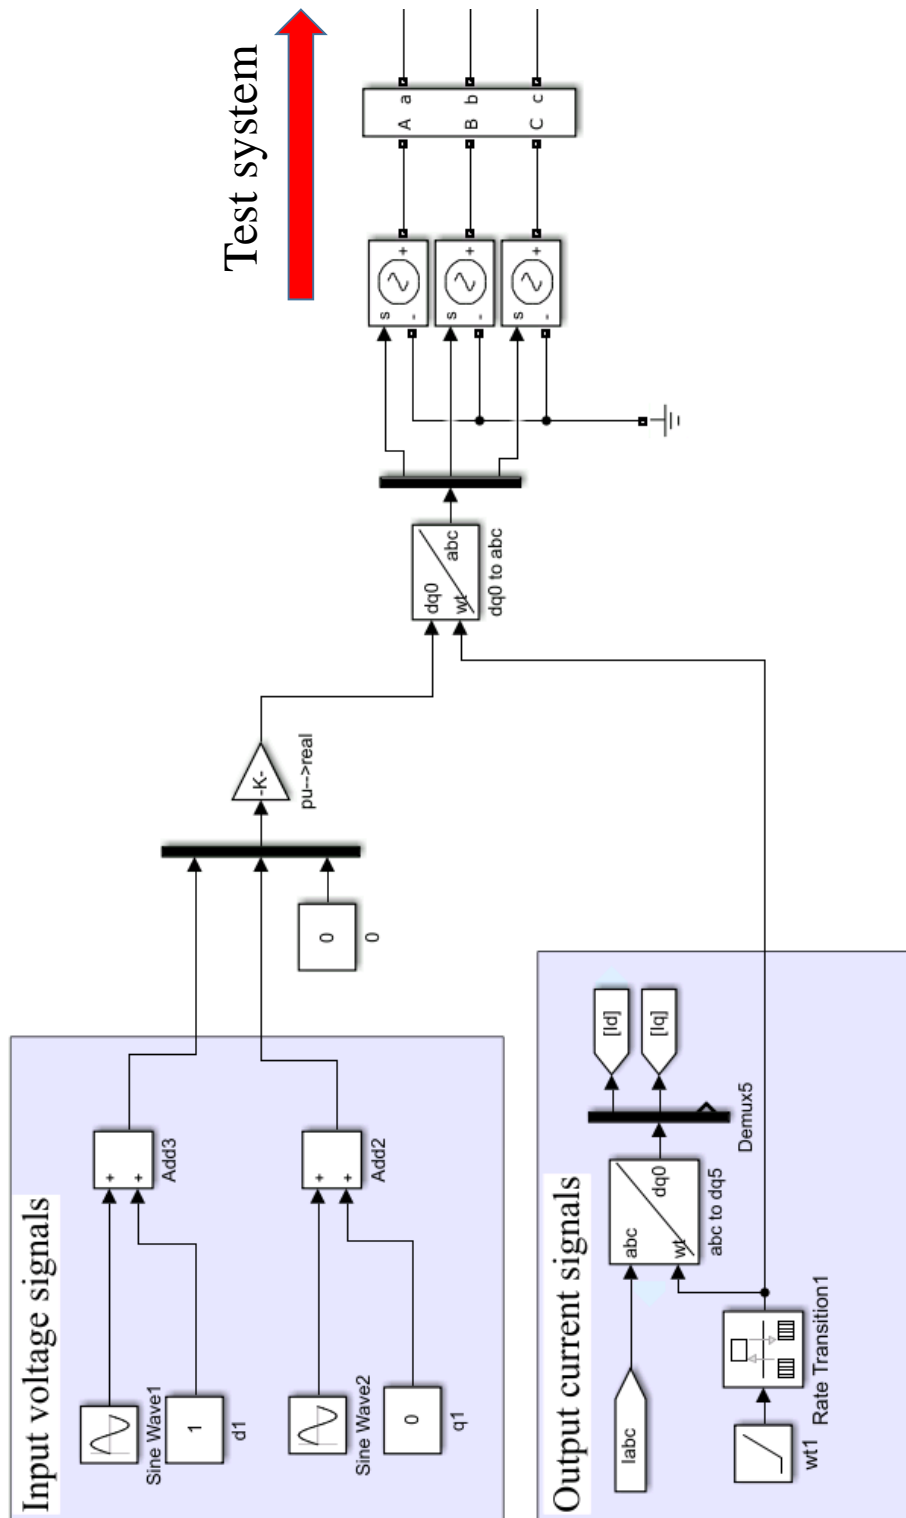 Input voltage signals
Sine Wave1
1
d1
+
+
Add3
Sine Wave2
0
q1
+
+
Add2
0
0
-K-
pu-->real
dq0
wt
abc
dq0 to abc
s
-
+
s
-
+
s
-
+
A a
B b
C c
Test system
Output current signals
Iabc
wt1
Rate Transition1
abc
wt
dq0
abc to dq5
Demux5
[Id]
[Iq]